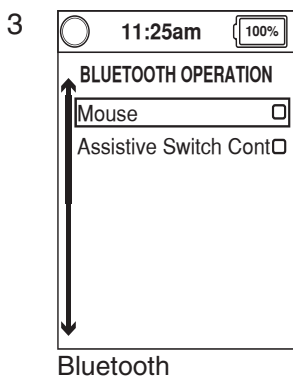 3
11:25am 100%
BLUETOOTH OPERATION
Mouse
Assistive Switch Cont
Bluetooth